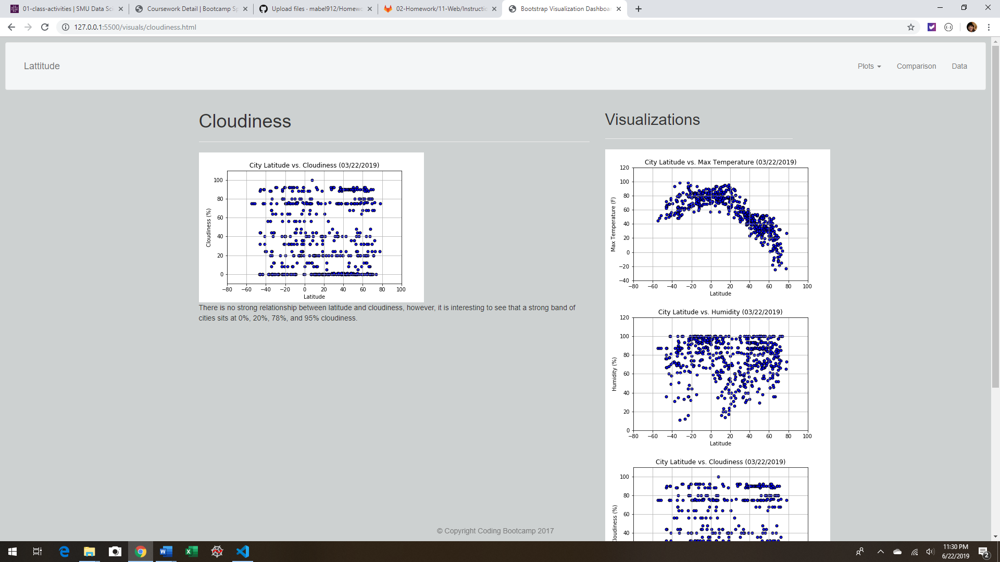 01-class-activities | SMU Data Sci
Coursework Detail | Bootcamp Sp
Upload files · mabel912/Homewo
02-Homework/11-Web/Instructio
Bootstrap Visualization Dashboar
127.0.0.1:5500/visuals/cloudiness.html
Lattitude
Plots
Comparison
Data
Cloudiness
City Latitude vs. Cloudiness (03/22/2019)
100
80
60
40
20
0
Cloudiness (%)
−80 −60 −40 −20 0 20 40 60 80 100
Latitude
There is no strong relationship between latitude and cloudiness, however, it is interesting to see that a strong band of
cities sits at 0%, 20%, 78%, and 95% cloudiness.
Visualizations
City Latitude vs. Max Temperature (03/22/2019)
120
100
80
60
40
20
0
−20
−40
Max Temperature (F)
−80 −60 −40 −20 0 20 40 60 80 100
Latitude
City Latitude vs. Humidity (03/22/2019)
120
100
80
60
40
20
0
Humidity (%)
−80 −60 −40 −20 0 20 40 60 80 100
Latitude
City Latitude vs. Cloudiness (03/22/2019)
100
80
60
40
Cloudiness (%)
© Copyright Coding Bootcamp 2017
11:30 PM
6/22/2019
2